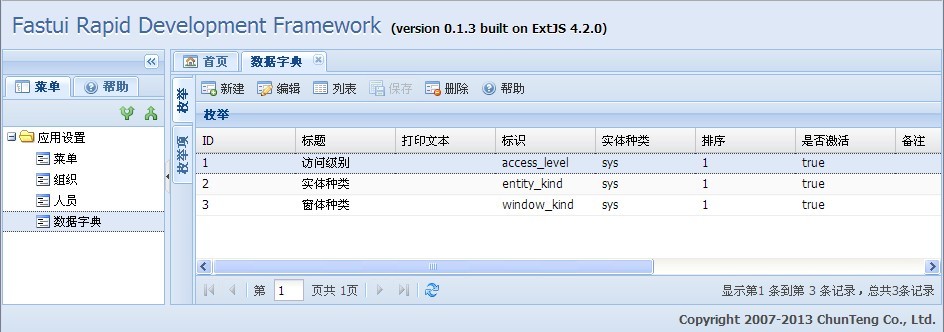 Fastui Rapid Development Framework (version 0.1.3 built on ExtJS 4.2.0)
首页 数据字典
菜单 帮助
新建 编辑 列表 保存 删除 帮助
枚举
枚举项
枚举
应用设置
菜单
组织
人员
数据字典
ID 标题 打印文本 标识 实体种类 排序 是否激活 备注
1 访问级别 access_level sys 1 true
2 实体种类 entity_kind sys 1 true
3 窗体种类 window_kind sys 1 true
第 1 页共 1页 显示第1 条到第 3 条记录，总共3条记录
Copyright 2007-2013 ChunTeng Co., Ltd.